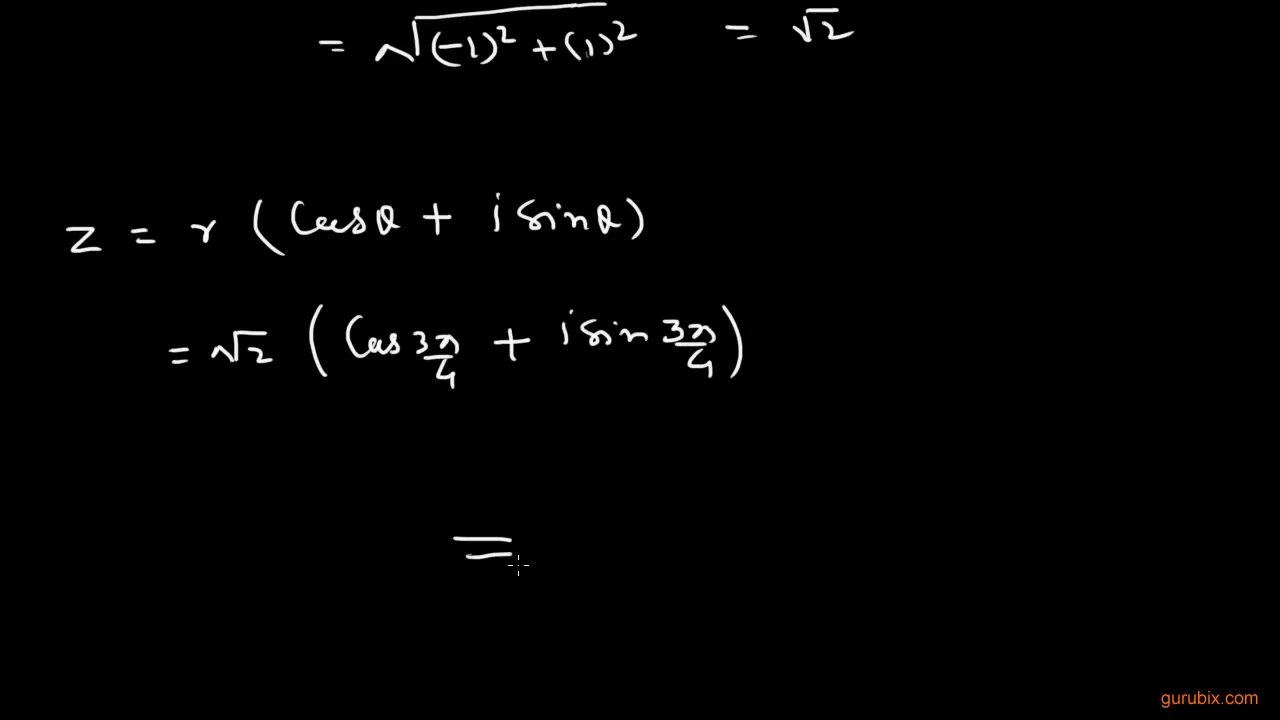 = √(-1)² + (1)² = √2
z = r (Cosθ + i sinθ)
= √2 (Cos 3π/4 + i sin 3π/4)
gurubix.com